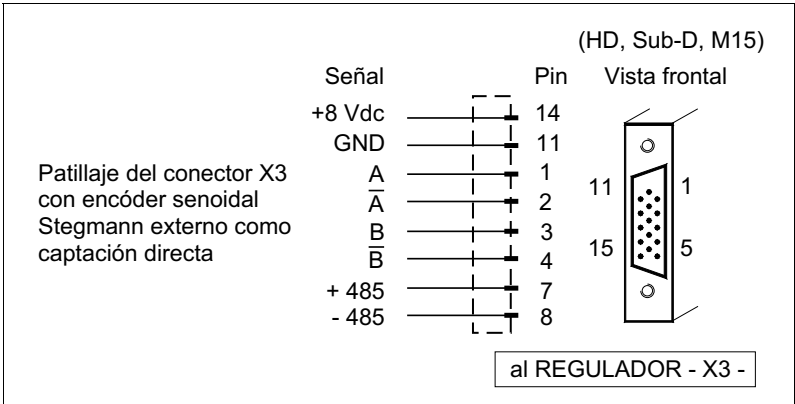 (HD, Sub-D, M15)
Señal Pin Vista frontal
+8 Vdc 14
GND 11
A 1
A̅ 2
B 3
B̅ 4
+ 485 7
- 485 8
Patillaje del conector X3
con encóder senoidal
Stegmann externo como
captación directa
11 1
15 5
al REGULADOR - X3 -